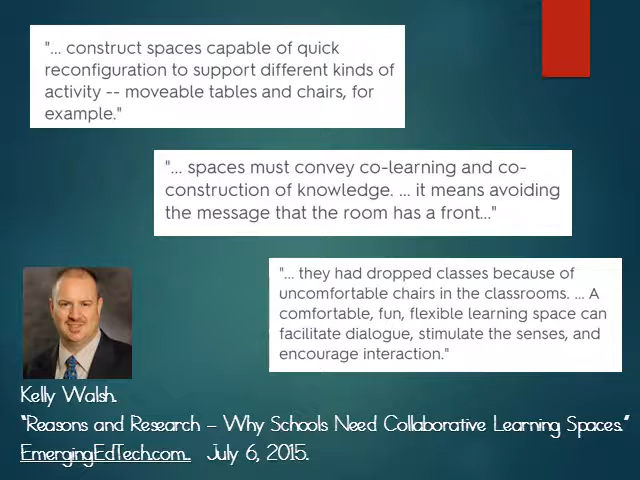 "... construct spaces capable of quick
reconfiguration to support different kinds of
activity -- moveable tables and chairs, for
example."
"... spaces must convey co-learning and co-
construction of knowledge. ... it means avoiding
the message that the room has a front..."
"... they had dropped classes because of
uncomfortable chairs in the classrooms. ... A
comfortable, fun, flexible learning space can
facilitate dialogue, stimulate the senses, and
encourage interaction."
Kelly Walsh.
"Reasons and Research – Why Schools Need Collaborative Learning Spaces."
EmergingEdTech.com.. July 6, 2015.